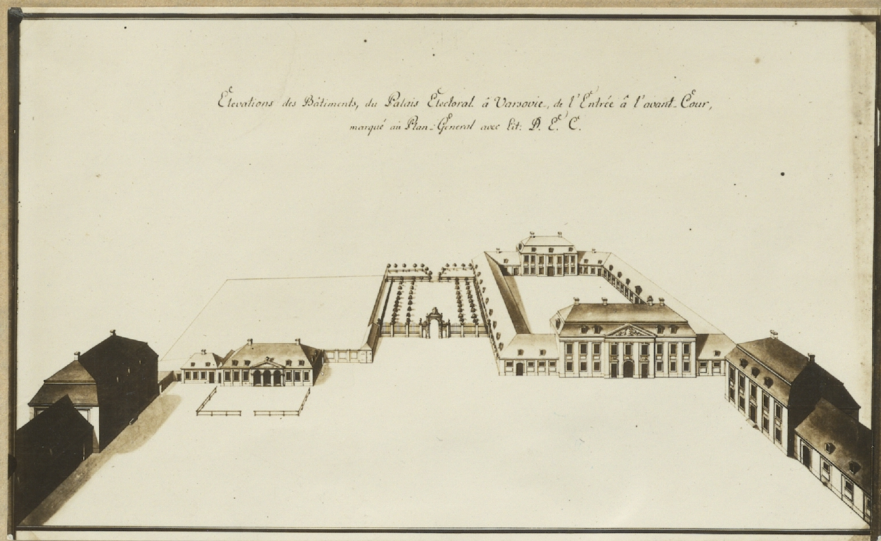 Elevations des Bâtiments, du Palais Electoral â Varsovie, de l'Entrée â l'avant-Cour,
marqué au Plan-General avec lit. D. E. C.